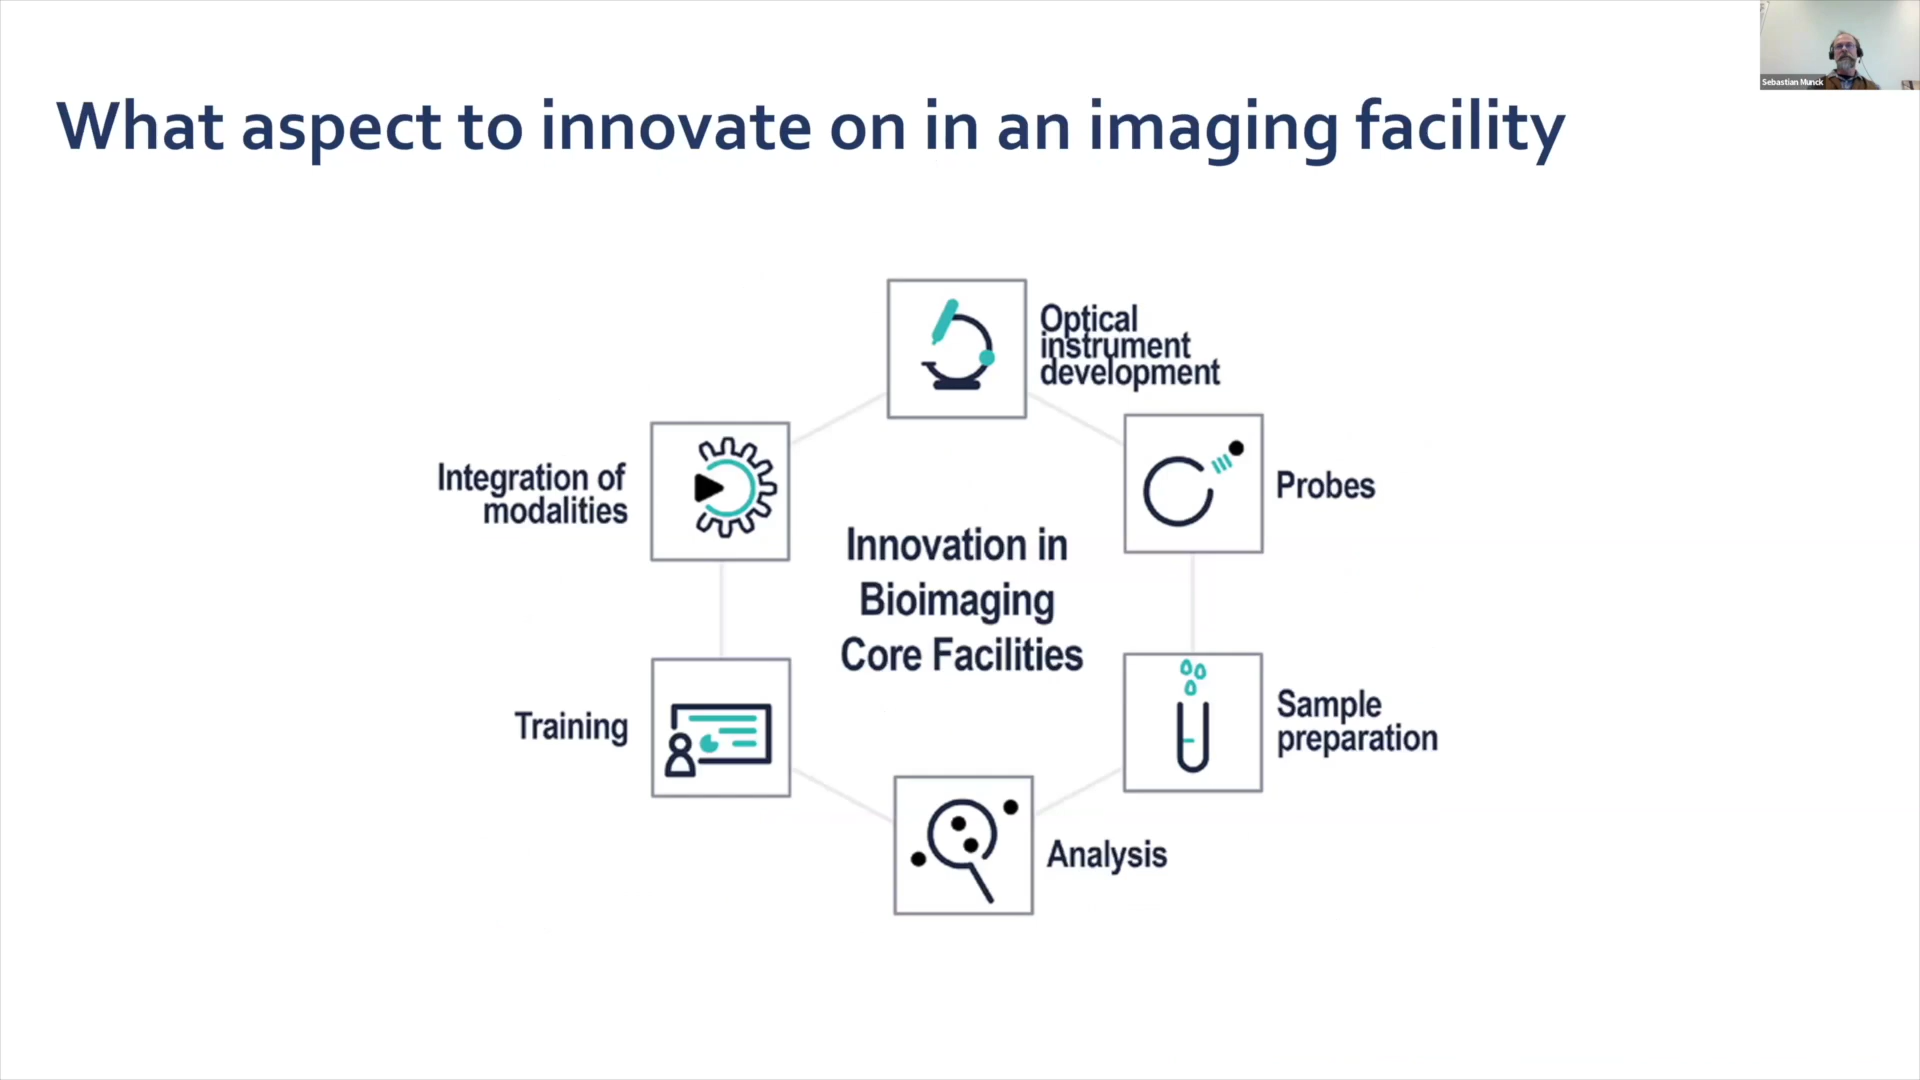 Sebastian Munck
What aspect to innovate on in an imaging facility
Optical
instrument
development
Probes
Integration of
modalities
Innovation in
Bioimaging
Core Facilities
Sample
preparation
Training
Analysis